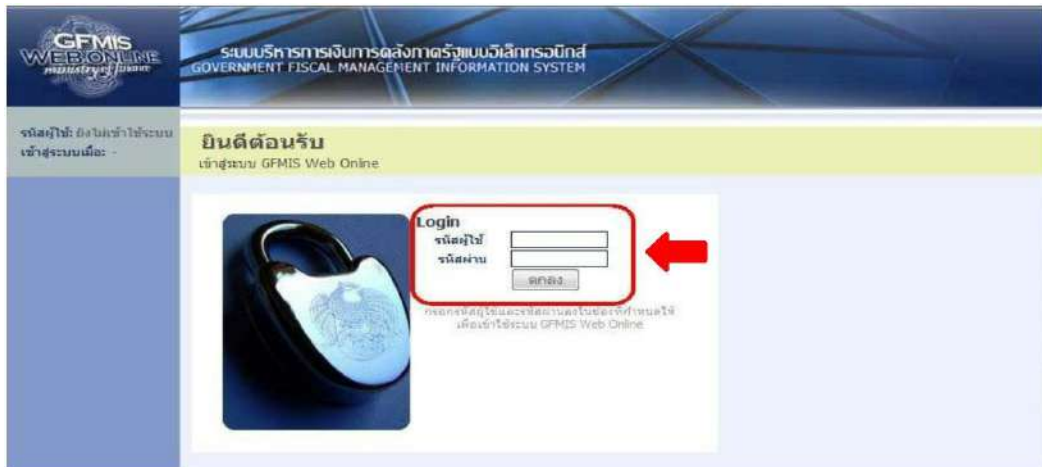 GFMIS
WEB ONLINE
ministry of finance
ระบบบริหารการเงินการคลังภาครัฐแบบอิเล็กทรอนิกส์
GOVERNMENT FISCAL MANAGEMENT INFORMATION SYSTEM
รหัสผู้ใช้: ยังไม่เข้าใช้ระบบ
เข้าสู่ระบบเมื่อ: -
ยินดีต้อนรับ
เข้าสู่ระบบ GFMIS Web Online
Login
รหัสผู้ใช้
รหัสผ่าน
ตกลง
กรอกรหัสผู้ใช้และรหัสผ่านลงในช่องที่กำหนดให้
เพื่อเข้าใช้ระบบ GFMIS Web Online